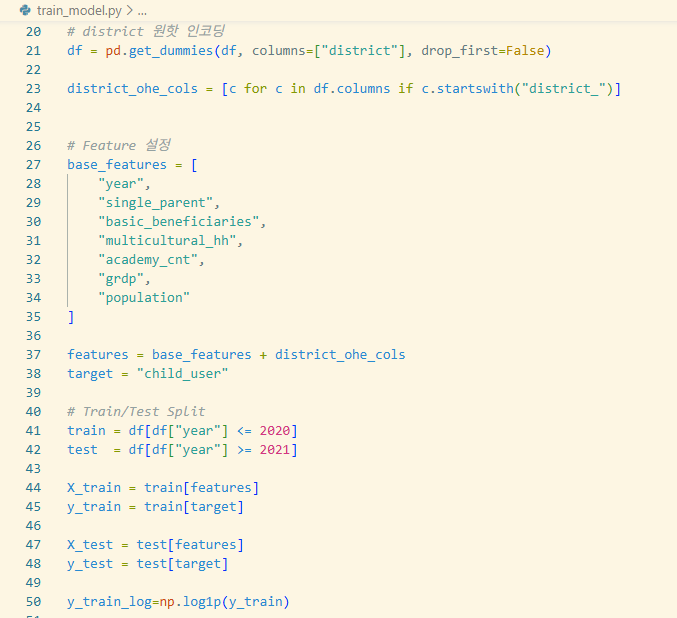 train_model.py > ...
20 # district 원핫 인코딩
21 df = pd.get_dummies(df, columns=["district"], drop_first=False)
22
23 district_ohe_cols = [c for c in df.columns if c.startswith("district_")]
24
25
26 # Feature 설정
27 base_features = [
28     "year",
29     "single_parent",
30     "basic_beneficiaries",
31     "multicultural_hh",
32     "academy_cnt",
33     "grdp",
34     "population"
35 ]
36
37 features = base_features + district_ohe_cols
38 target = "child_user"
39
40 # Train/Test Split
41 train = df[df["year"] <= 2020]
42 test  = df[df["year"] >= 2021]
43
44 X_train = train[features]
45 y_train = train[target]
46
47 X_test = test[features]
48 y_test = test[target]
49
50 y_train_log=np.log1p(y_train)